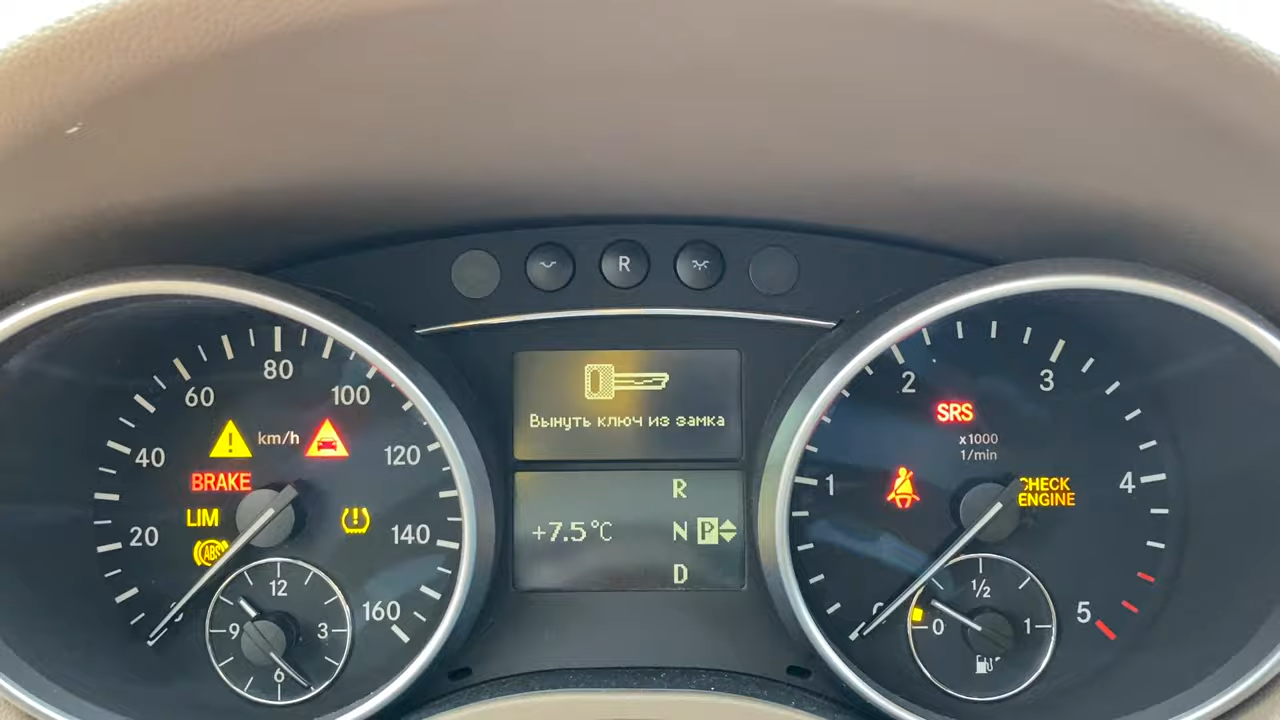 R
80
60
100
km/h
40
120
BRAKE
LIM
ABS
20
140
160
12
9
3
6
Вынуть ключ из замка
R
+7.5°C
N
P
D
2
3
SRS
x1000
1/min
1
4
CHECK
ENGINE
5
1/2
0
1